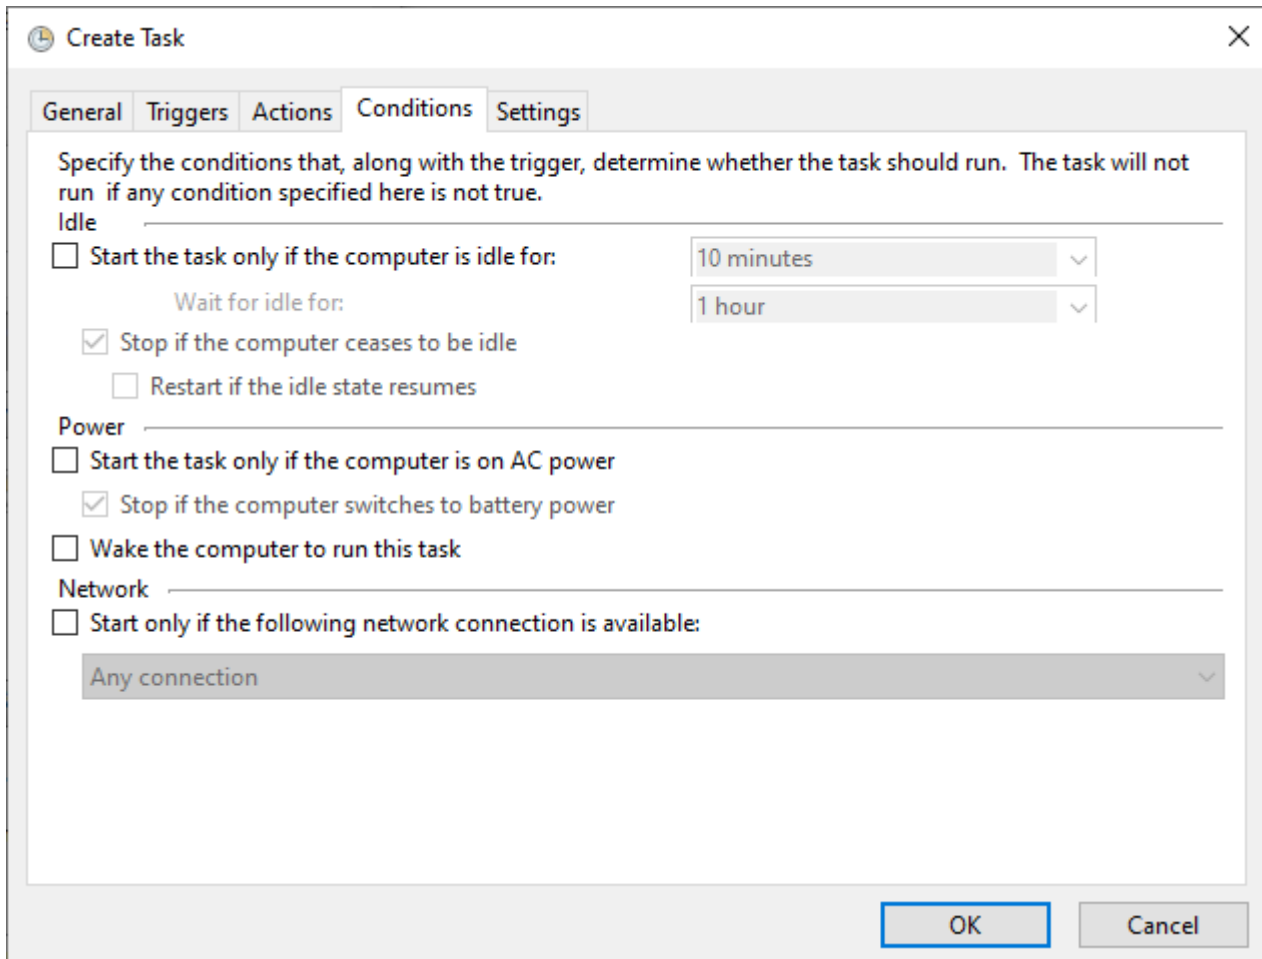 Create Task
General Triggers Actions Conditions Settings
Specify the conditions that, along with the trigger, determine whether the task should run.  The task will not
run  if any condition specified here is not true.
Idle
Start the task only if the computer is idle for: 10 minutes
Wait for idle for: 1 hour
Stop if the computer ceases to be idle
Restart if the idle state resumes
Power
Start the task only if the computer is on AC power
Stop if the computer switches to battery power
Wake the computer to run this task
Network
Start only if the following network connection is available:
Any connection
OK Cancel